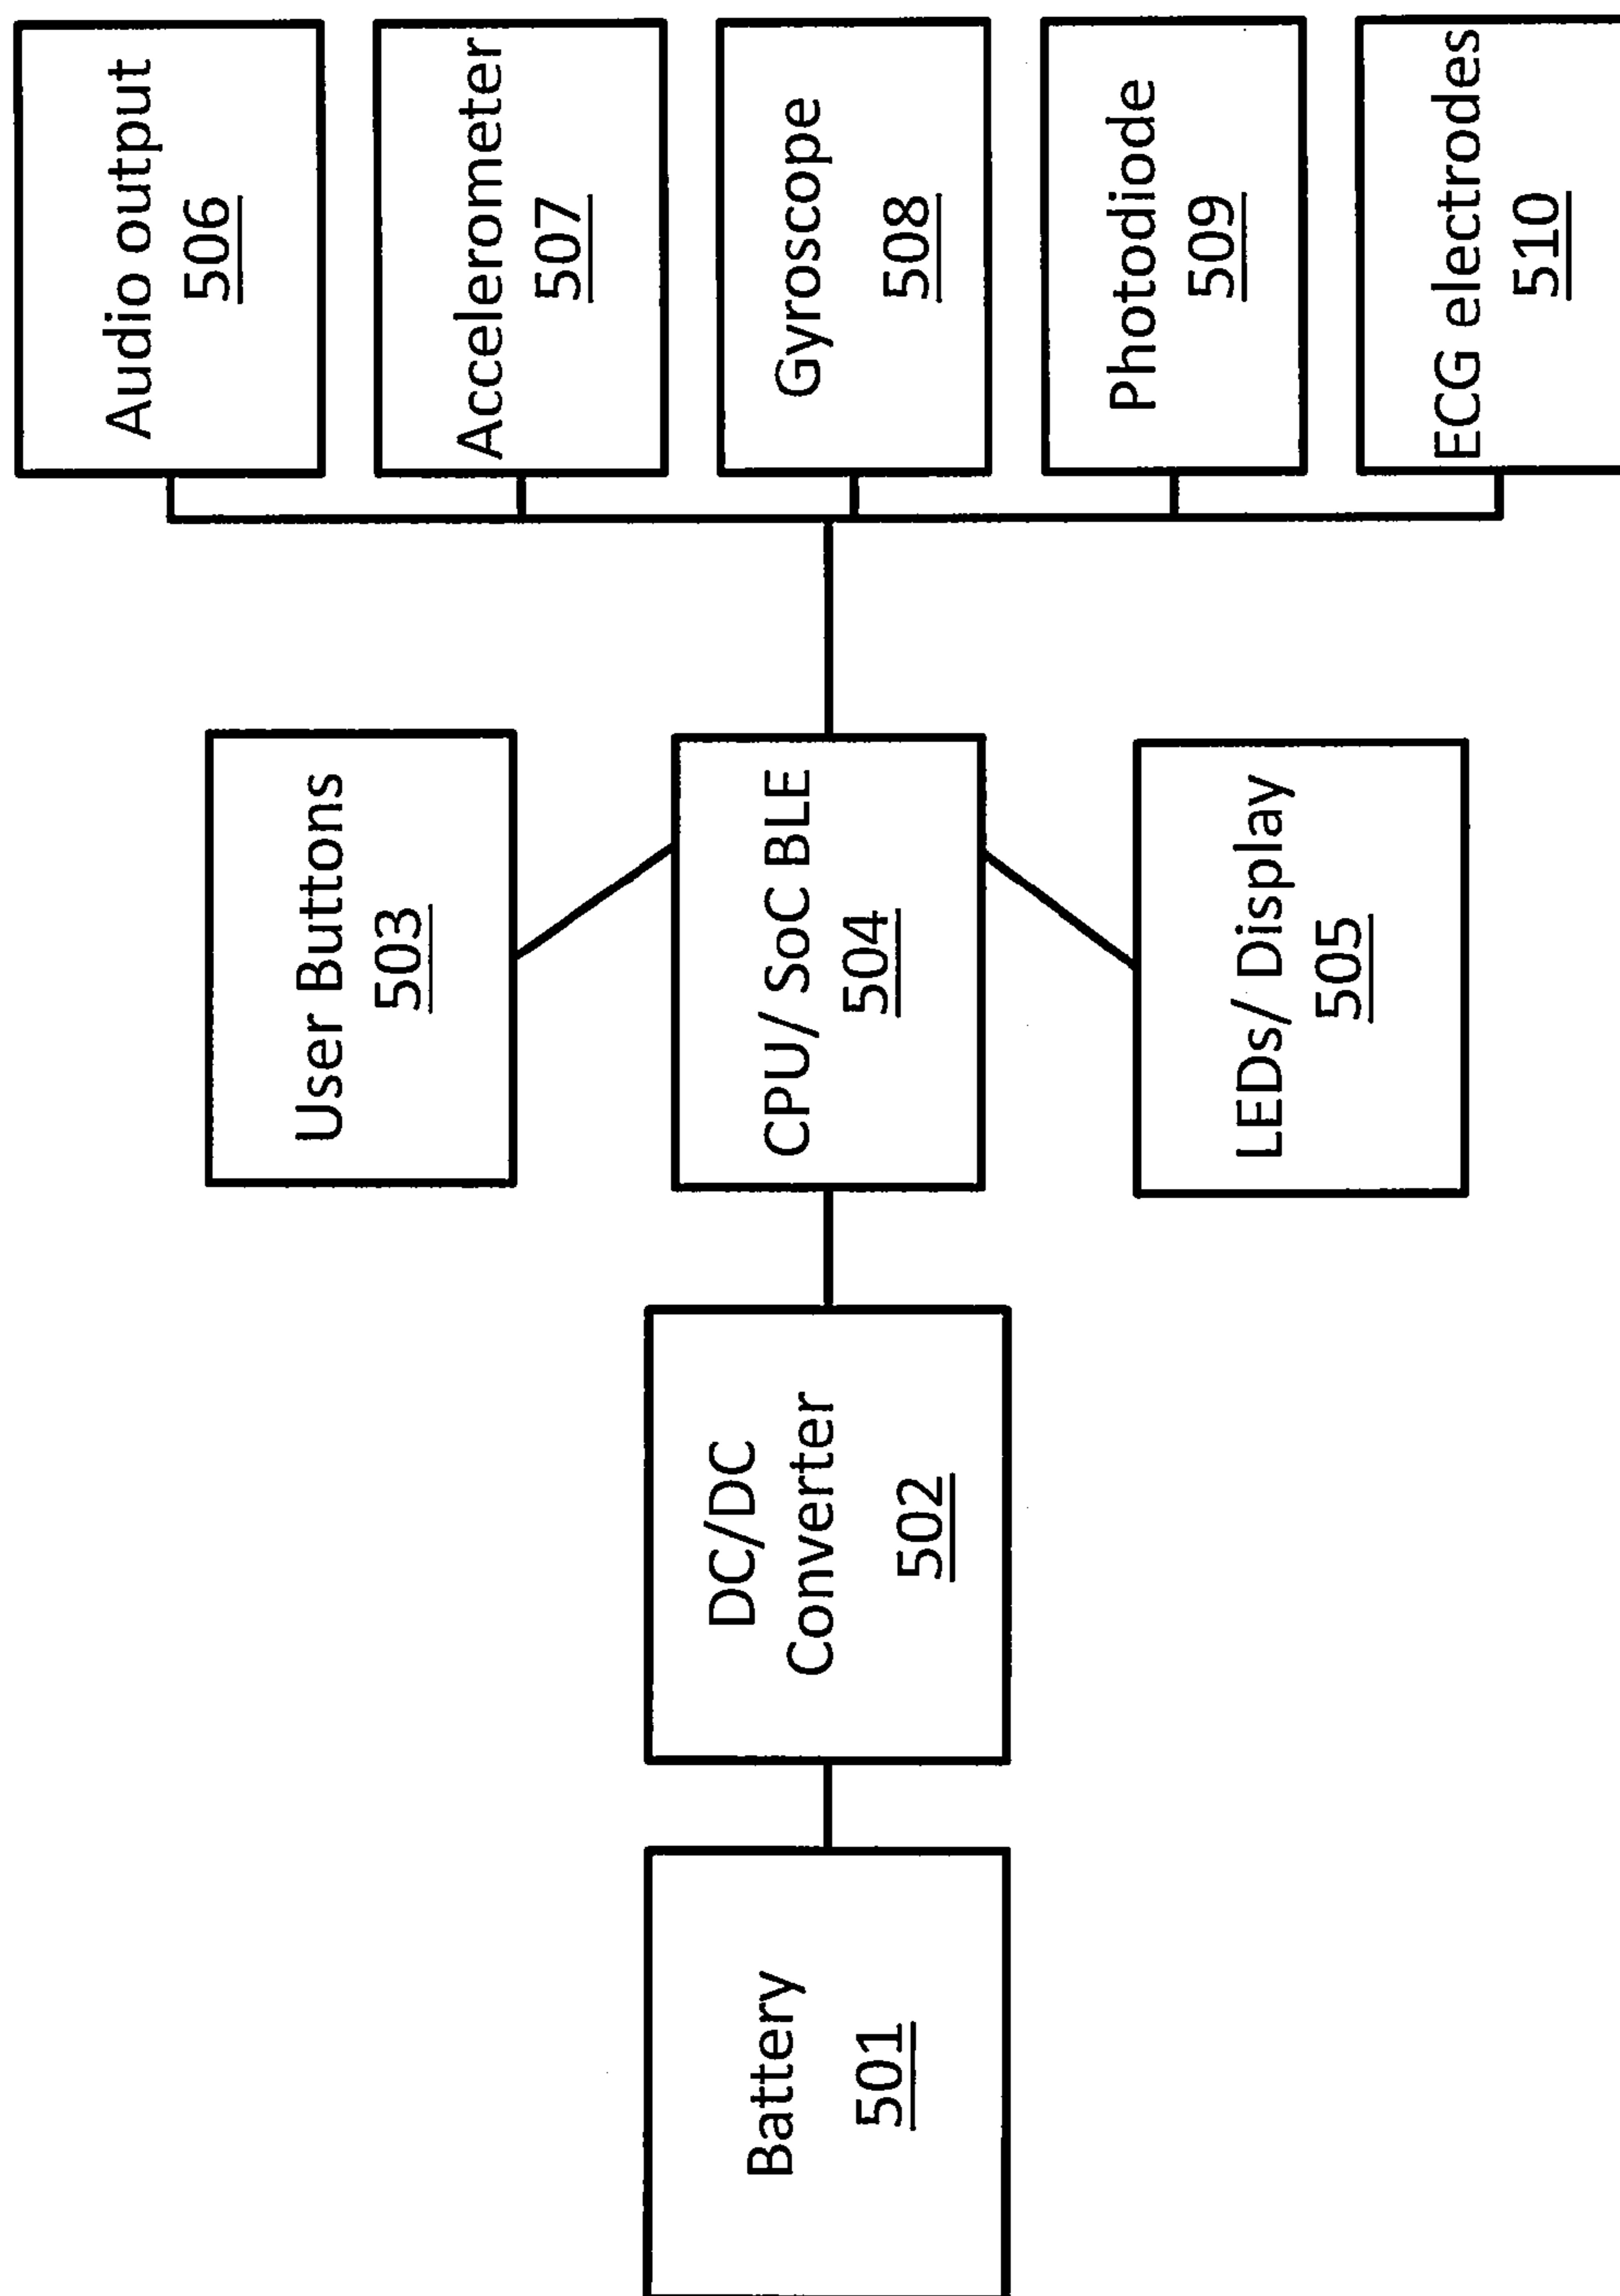 Battery
501
DC/DC
Converter
502
User Buttons
503
CPU/ SoC BLE
504
LEDs/ Display
505
Audio output
506
Accelerometer
507
Gyroscope
508
Photodiode
509
ECG electrodes
510